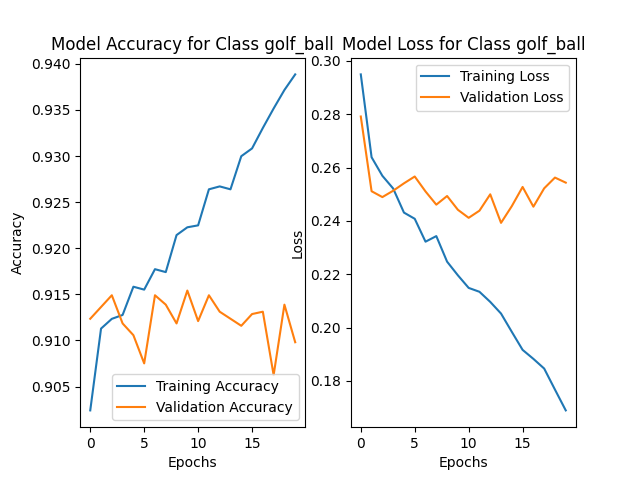 Model Accuracy for Class golf_ball
0.940
0.935
0.930
0.925
0.920
0.915
0.910
0.905
Accuracy
0
5
10
15
Epochs
Training Accuracy
Validation Accuracy
Model Loss for Class golf_ball
0.30
0.28
0.26
0.24
0.22
0.20
0.18
Loss
0
5
10
15
Epochs
Training Loss
Validation Loss